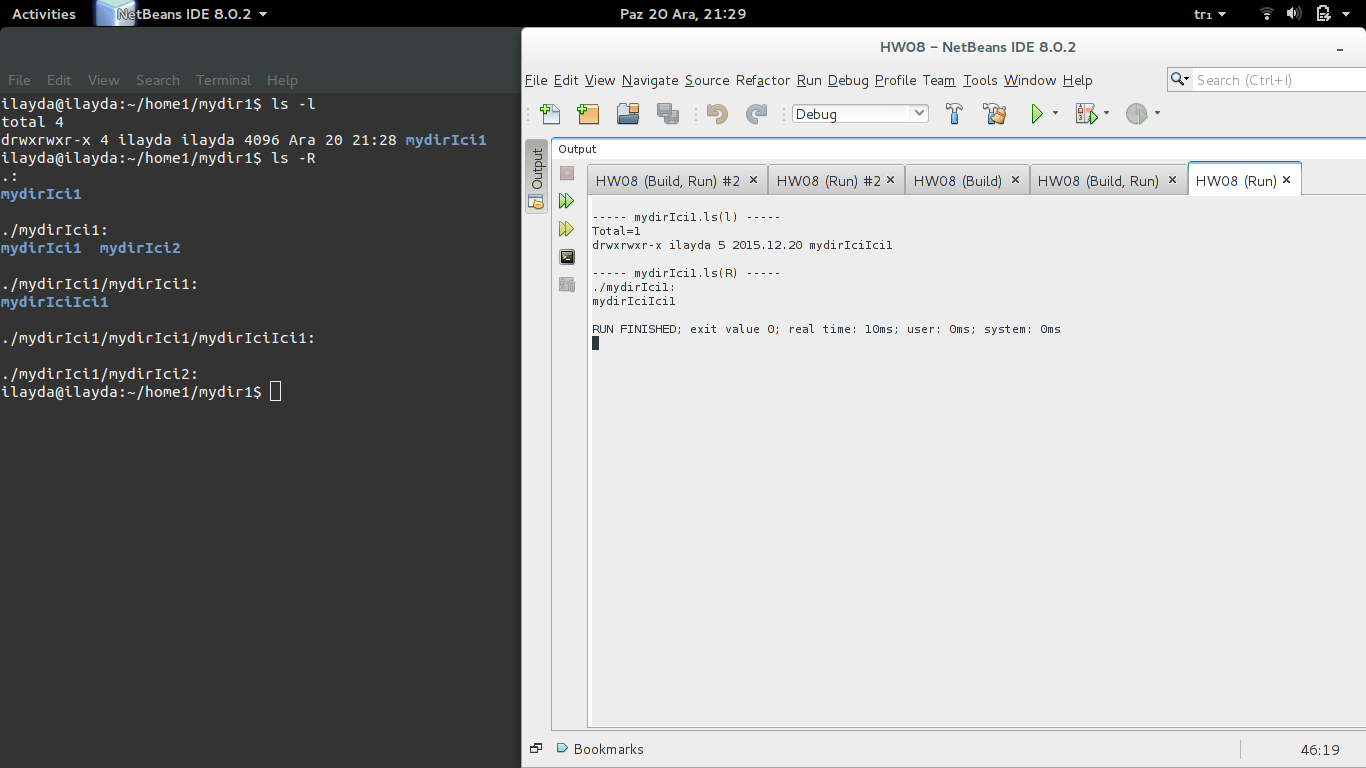 Activities NetBeans IDE 8.0.2 Paz 20 Ara, 21:29 tr₁
File Edit View Search Terminal Help
ilayda@ilayda:~/home1/mydir1$ ls -l
total 4
drwxrwxr-x 4 ilayda ilayda 4096 Ara 20 21:28 mydirIci1
ilayda@ilayda:~/home1/mydir1$ ls -R
.:
mydirIci1
./mydirIci1:
mydirIci1  mydirIci2
./mydirIci1/mydirIci1:
mydirIciIci1
./mydirIci1/mydirIci1/mydirIciIci1:
./mydirIci1/mydirIci2:
ilayda@ilayda:~/home1/mydir1$
HW08 - NetBeans IDE 8.0.2
File Edit View Navigate Source Refactor Run Debug Profile Team Tools Window Help
Search (Ctrl+I)
Debug
Output
Output
HW08 (Build, Run) #2 HW08 (Run) #2 HW08 (Build) HW08 (Build, Run) HW08 (Run)
----- mydirIci1.ls(l) -----
Total=1
drwxrwxr-x ilayda 5 2015.12.20 mydirIciIci1
----- mydirIci1.ls(R) -----
./mydirIci1:
mydirIciIci1
RUN FINISHED; exit value 0; real time: 10ms; user: 0ms; system: 0ms
Bookmarks
46:19